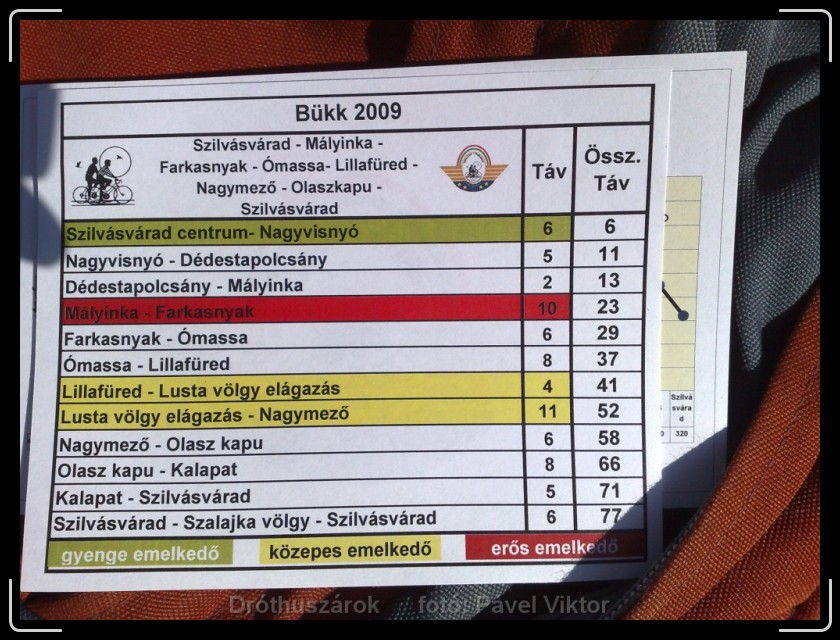 Bükk 2009
Szilvásvárad - Mályinka -
Farkasnyak - Ómassa- Lillafüred -
Nagymező - Olaszkapu -
Szilvásvárad
Táv
Össz.
Táv
Szilvásvárad centrum- Nagyvisnyó 6 6
Nagyvisnyó - Dédestapolcsány 5 11
Dédestapolcsány - Mályinka 2 13
Mályinka - Farkasnyak 10 23
Farkasnyak - Ómassa 6 29
Ómassa - Lillafüred 8 37
Lillafüred - Lusta völgy elágazás 4 41
Lusta völgy elágazás - Nagymező 11 52
Nagymező - Olasz kapu 6 58
Olasz kapu - Kalapat 8 66
Kalapat - Szilvásvárad 5 71
Szilvásvárad - Szalajka völgy - Szilvásvárad 6 77
gyenge emelkedő közepes emelkedő erős emelkedő
Szilvá
svára
d
320
Dróthuszárok fotó: Pavel Viktor